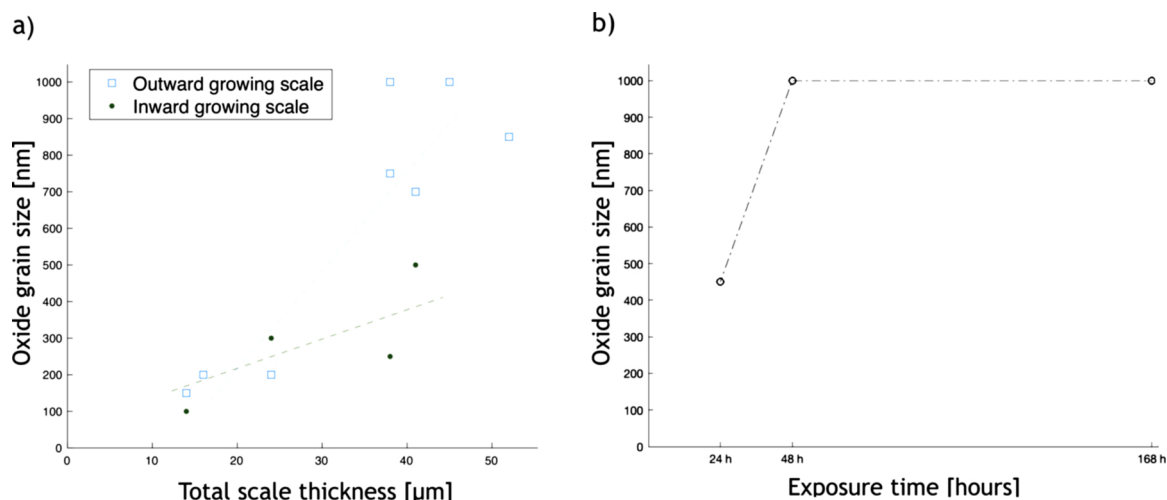 a)
Outward growing scale
Inward growing scale
Oxide grain size [nm]
1000
900
800
700
600
500
400
300
200
100
0
0 10 20 30 40 50
Total scale thickness [µm]
b)
Oxide grain size [nm]
1000
900
800
700
600
500
400
300
200
100
0
24 h 48 h 168 h
Exposure time [hours]